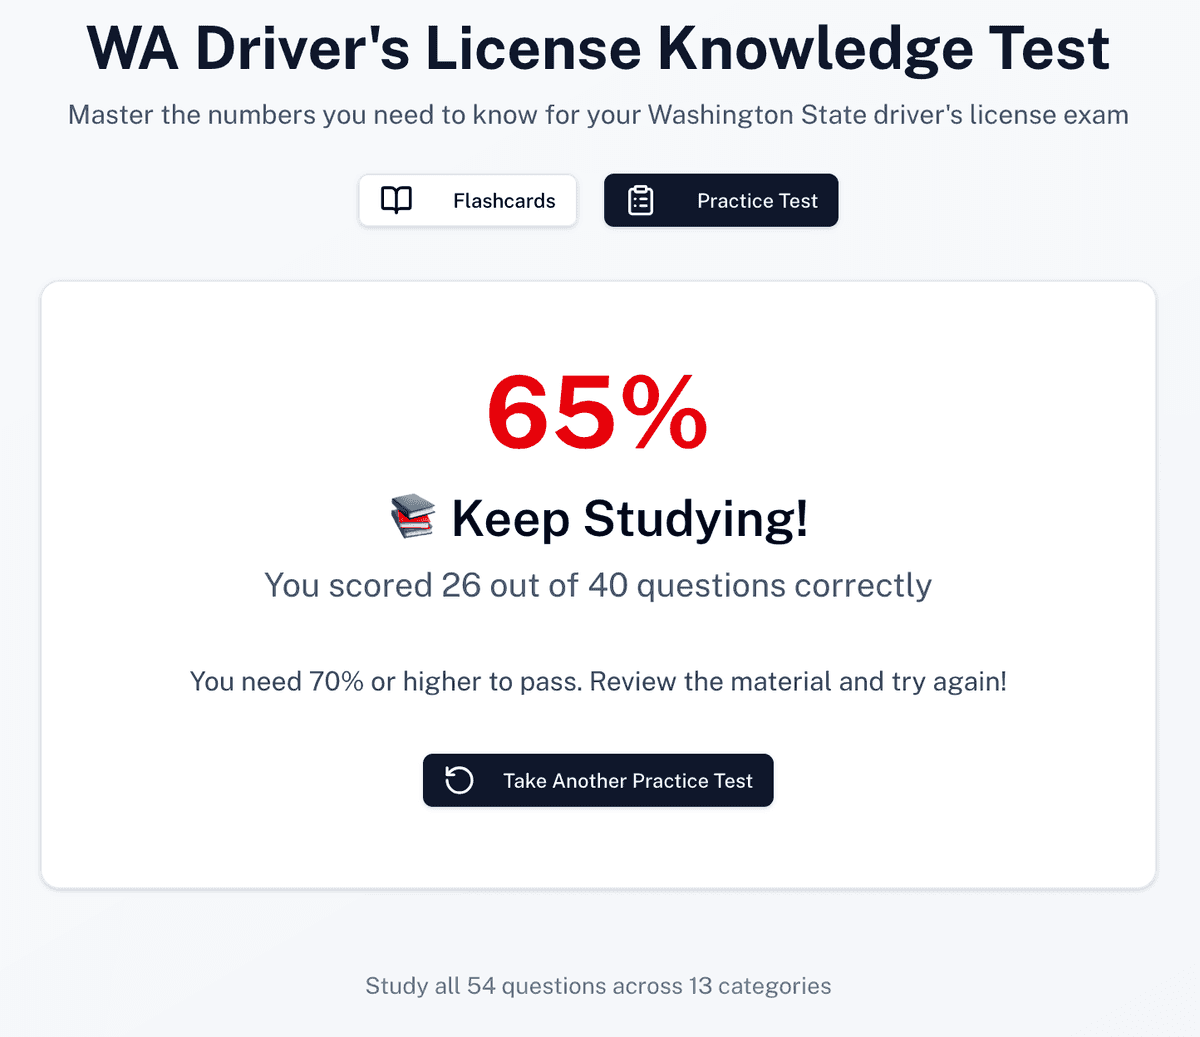 WA Driver's License Knowledge Test
Master the numbers you need to know for your Washington State driver's license exam
Flashcards
Practice Test
65%
📚 Keep Studying!
You scored 26 out of 40 questions correctly
You need 70% or higher to pass. Review the material and try again!
Take Another Practice Test
Study all 54 questions across 13 categories